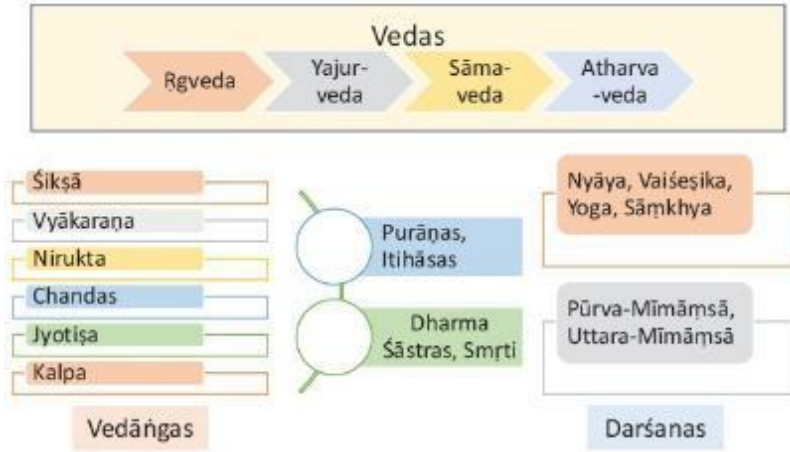 Vedas
Ṛgveda
Yajur-
veda
Sāma-
veda
Atharva
-veda
Śikṣā
Vyākaraṇa
Nirukta
Chandas
Jyotiṣa
Kalpa
Vedāṅgas
Purāṇas,
Itihāsas
Dharma
Śāstras, Smṛti
Nyāya, Vaiśeṣika,
Yoga, Sāṃkhya
Pūrva-Mīmāṃsā,
Uttara-Mīmāṃsā
Darśanas